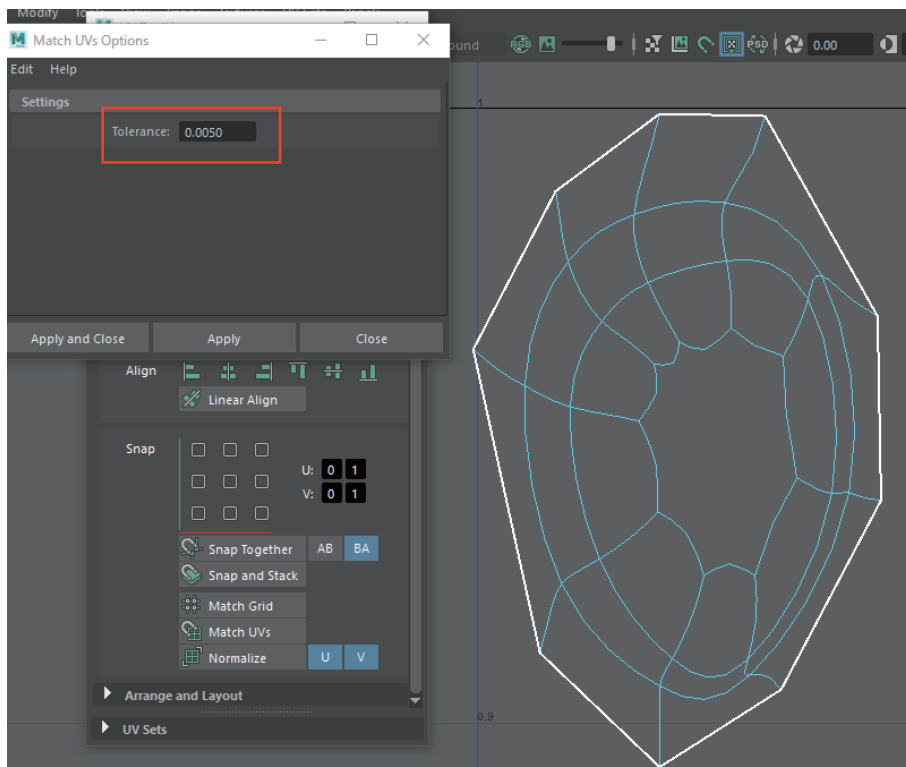 Modify
Match UVs Options
ound
RGB
PSD
0.00
Edit Help
Settings
Tolerance: 0.0050
1
Apply and Close Apply Close
Align
Linear Align
Snap
U: 0 1
V: 0 1
Snap Together AB BA
Snap and Stack
Match Grid
Match UVs
Normalize U V
Arrange and Layout
0.9
UV Sets